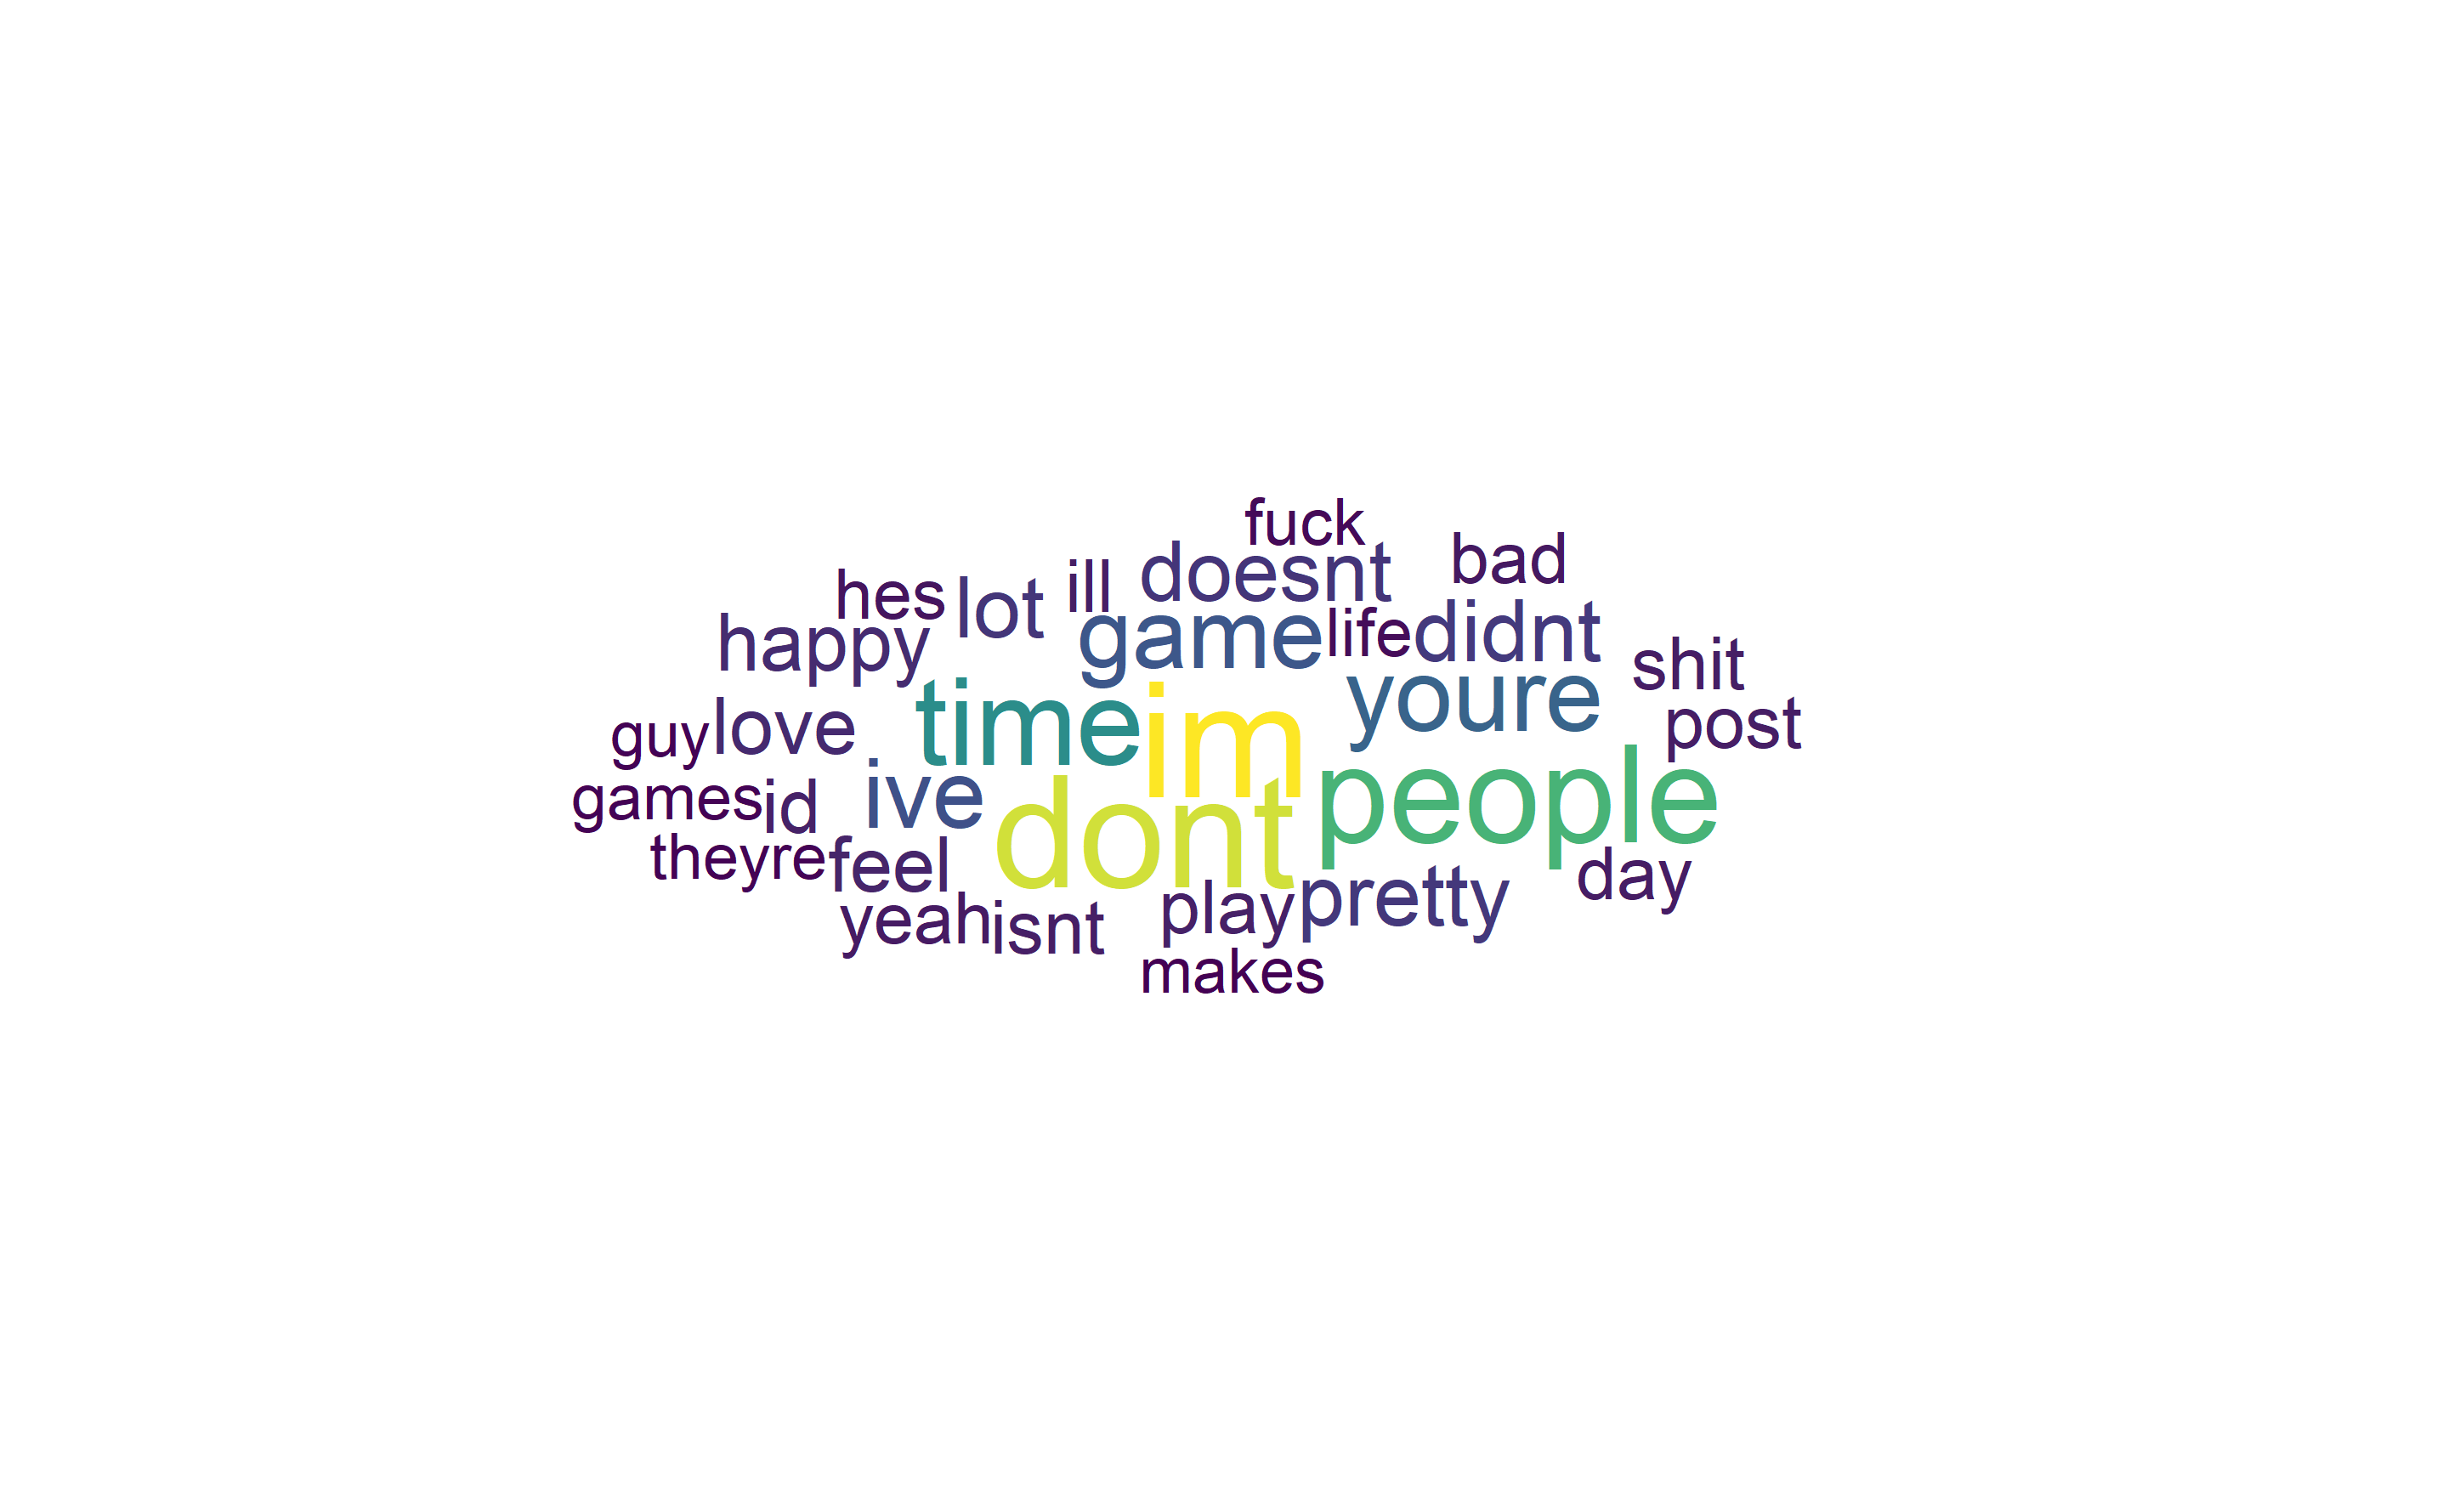 fuck
doesnt
bad
ill
hes
lot
happy
game
life
didnt
shit
time
im
youre
post
guy
love
games
id
ive
dont
people
theyre
feel
day
yeah
isnt
play
pretty
makes